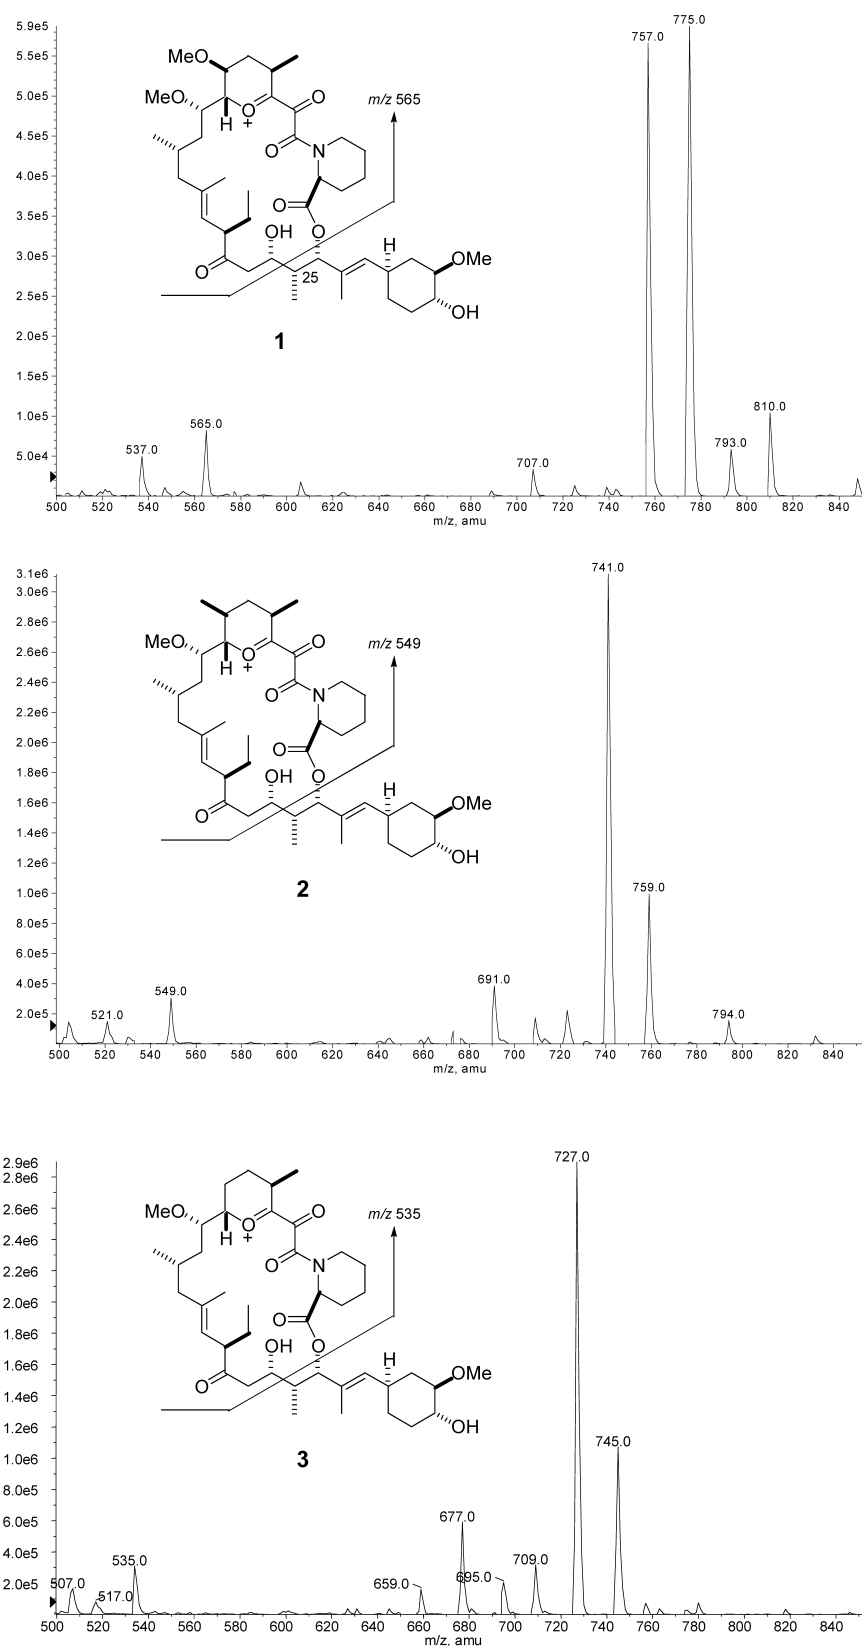 5.9e5
757.0
775.0
5.5e5
MeO
5.0e5
MeO
O
O
m/z 565
+
H
O
N
4.5e5
4.0e5
O
3.5e5
OH
O
3.0e5
O
H
OMe
25
2.5e5
OH
1
2.0e5
1.5e5
810.0
1.0e5
565.0
793.0
537.0
5.0e4
707.0
500 520 540 560 580 600 620 640 660 680 700 720 740 760 780 800 820 840
m/z, amu
3.1e6
741.0
3.0e6
2.8e6
MeO
O
O
m/z 549
2.6e6
H
+
2.4e6
O
N
2.2e6
2.0e6
O
1.8e6
OH
O
1.6e6
O
H
OMe
1.4e6
OH
1.2e6
2
1.0e6
759.0
8.0e5
6.0e5
691.0
4.0e5
549.0
2.0e5
521.0
794.0
500 520 540 560 580 600 620 640 660 680 700 720 740 760 780 800 820 840
m/z, amu
2.9e6
727.0
2.8e6
2.6e6
MeO
O
O
m/z 535
2.4e6
H
+
2.2e6
O
N
2.0e6
O
1.8e6
OH
O
1.6e6
O
H
OMe
1.4e6
OH
1.2e6
3
1.0e6
745.0
8.0e5
6.0e5
677.0
4.0e5
535.0
709.0
2.0e5
507.0
517.0
659.0
695.0
500 520 540 560 580 600 620 640 660 680 700 720 740 760 780 800 820 840
m/z, amu